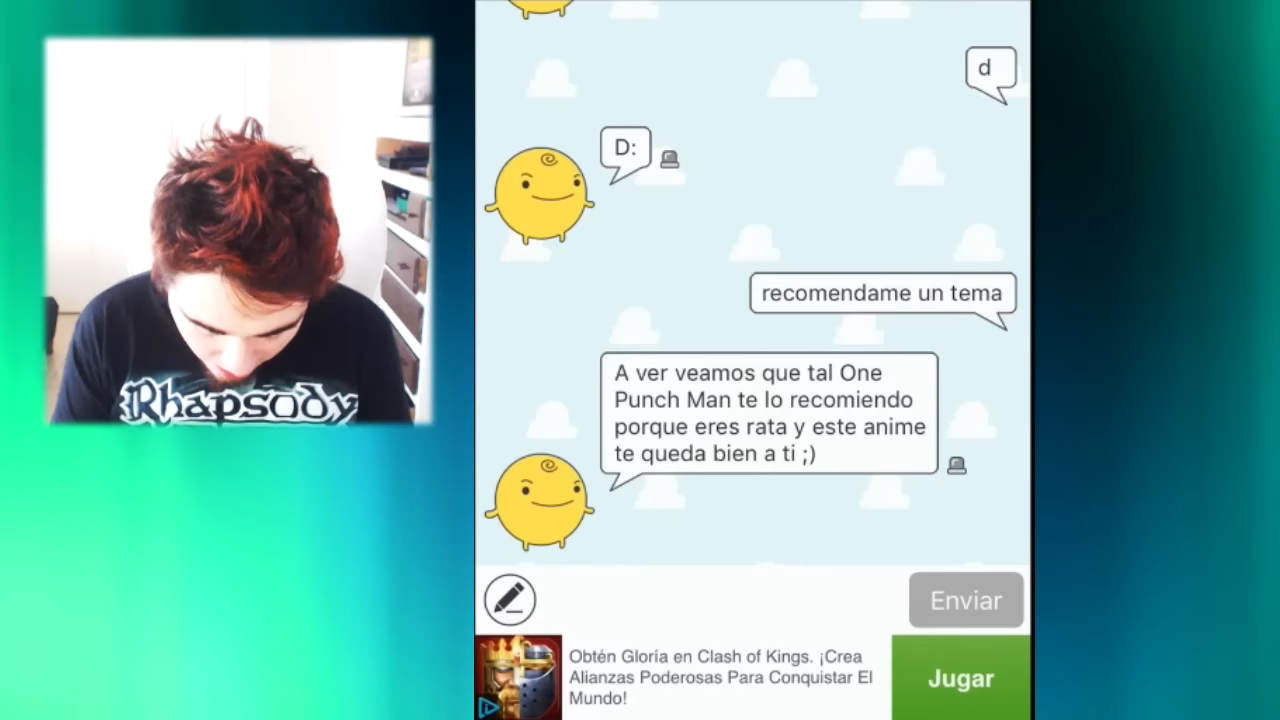 d
D:
recomendame un tema
A ver veamos que tal One
Punch Man te lo recomiendo
porque eres rata y este anime
te queda bien a ti ;)
Rhapsody
Enviar
Obtén Gloría en Clash of Kings. ¡Crea
Alianzas Poderosas Para Conquistar El
Mundo!
Jugar